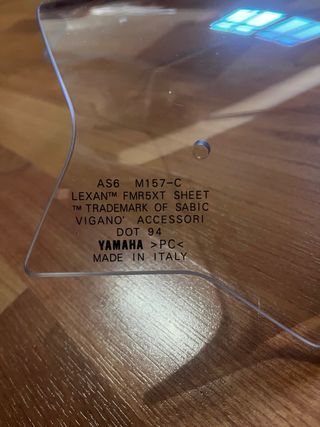 AS6 M157-C
LEXAN™ FMR5XT SHEET
™ TRADEMARK OF SABIC
VIGANO' ACCESSORI
DOT 94
YAMAHA >PC<
MADE IN ITALY